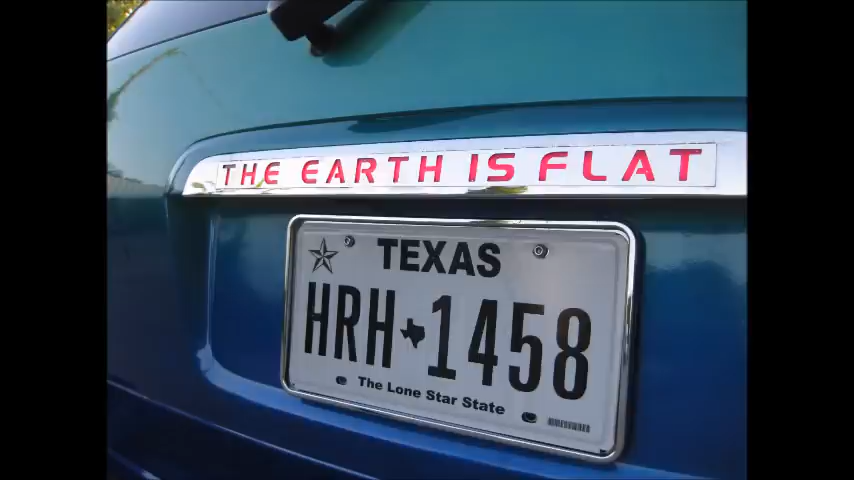 THE EARTH IS FLAT
TEXAS
HRH 1458
The Lone Star State